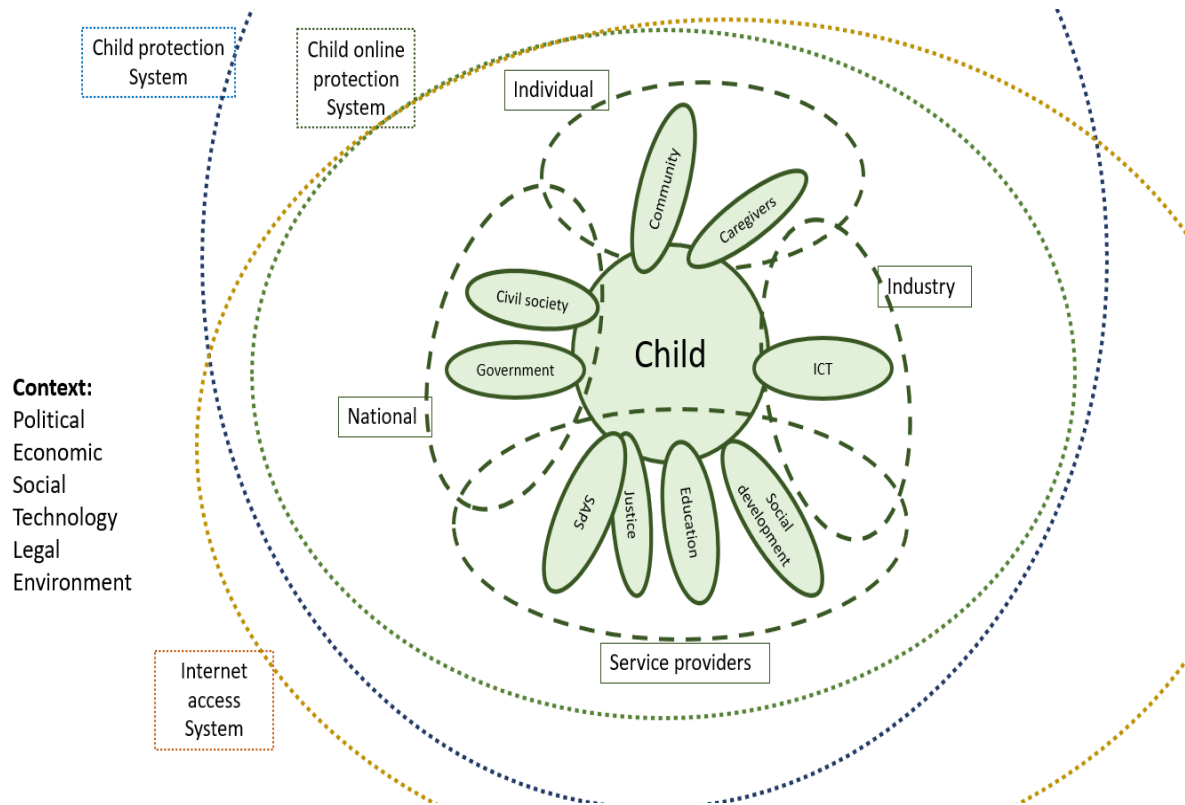 Child protection
System
Child online
protection
System
Individual
Community
Caregivers
Civil society
Industry
Child
Government
ICT
Context:
Political
Economic
Social
Technology
Legal
Environment
National
SAPS
Justice
Education
Social
development
Service providers
Internet
access
System